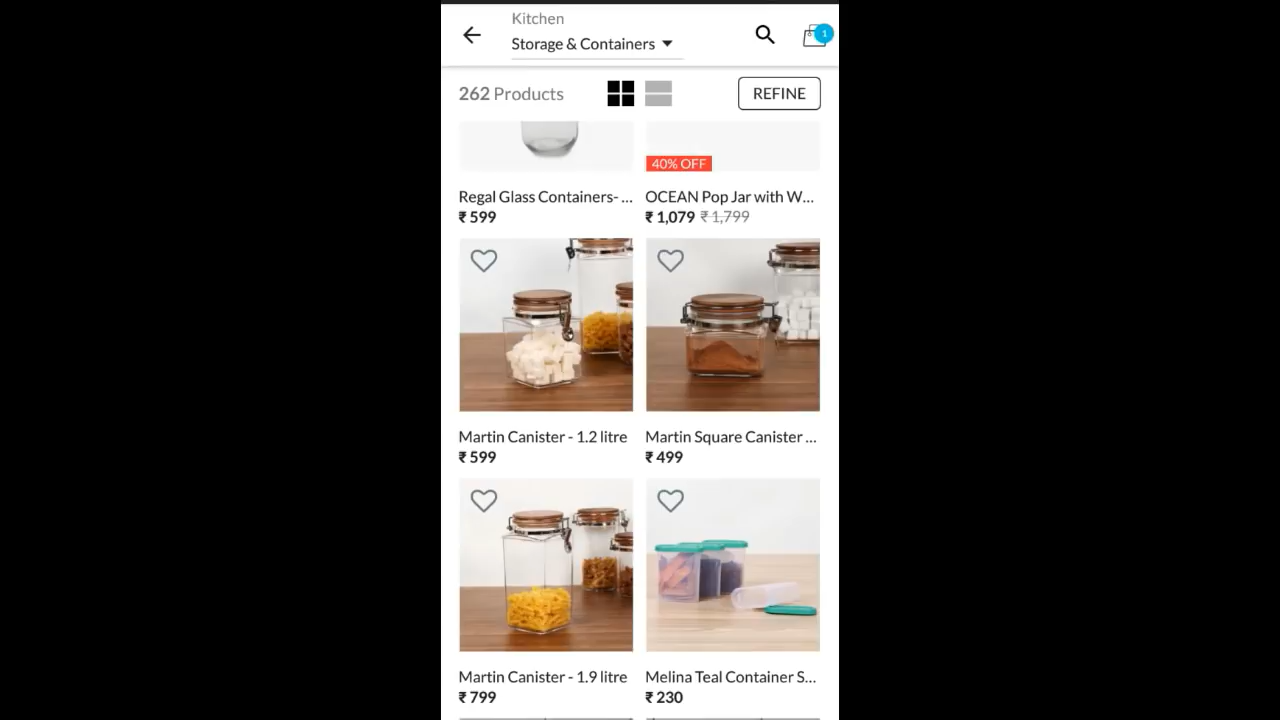 Kitchen
Storage & Containers
1
262 Products
REFINE
40% OFF
Regal Glass Containers- ...
OCEAN Pop Jar with W...
₹ 599
₹ 1,079 ₹ 1,799
Martin Canister - 1.2 litre
Martin Square Canister ...
₹ 599
₹ 499
Martin Canister - 1.9 litre
Melina Teal Container S...
₹ 799
₹ 230